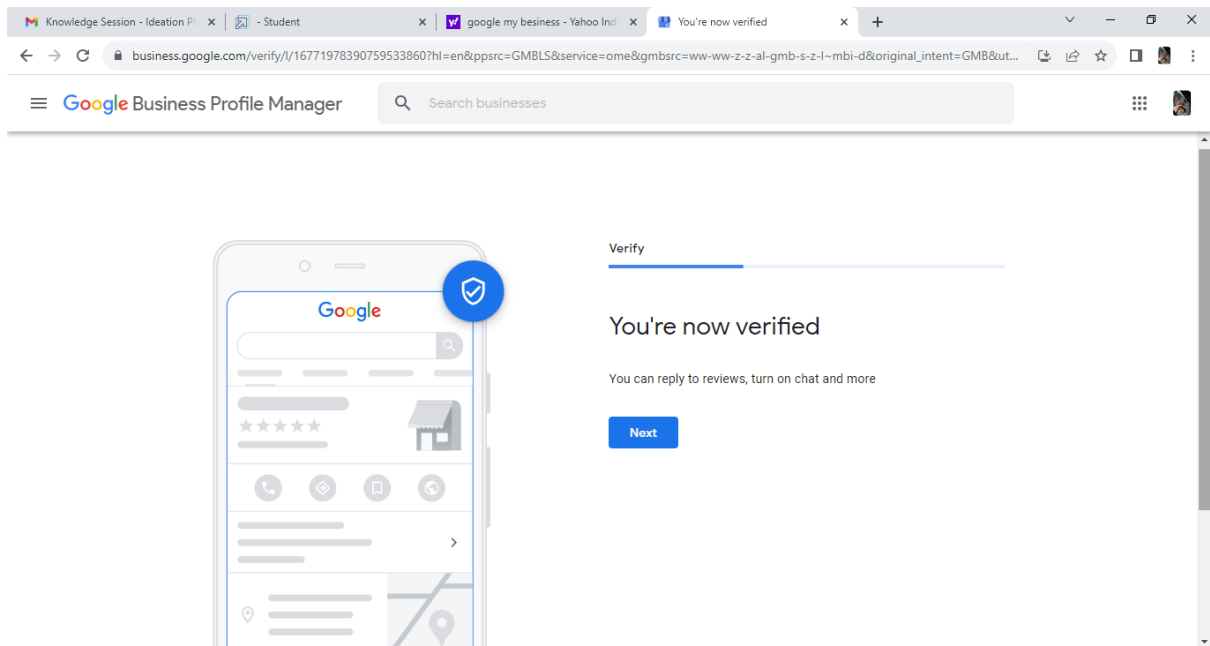 Knowledge Session - Ideation Pl
- Student
google my besiness - Yahoo Ind
You're now verified
business.google.com/verify/l/16771978390759533860?hl=en&ppsrc=GMBLS&service=ome&gmbsrc=ww-ww-z-z-al-gmb-s-z-l~mbi-d&original_intent=GMB&ut...
Google Business Profile Manager
Search businesses
Verify
Google
You're now verified
You can reply to reviews, turn on chat and more
Next